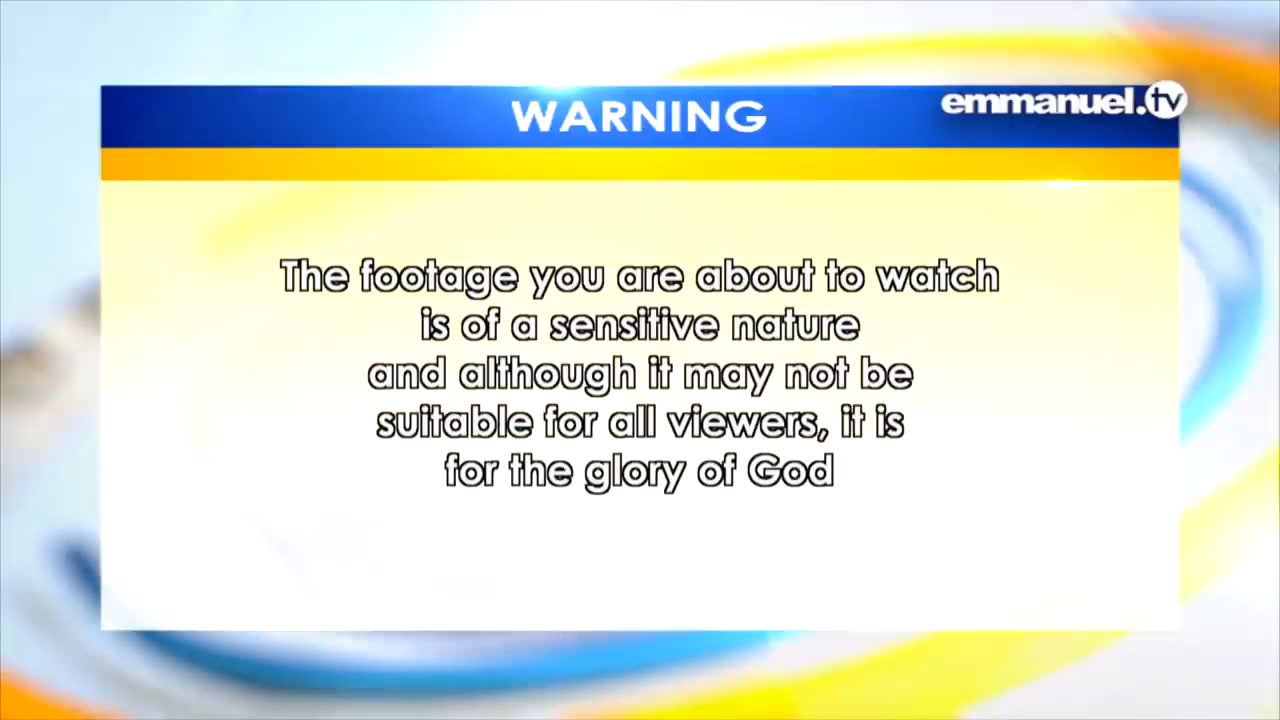 WARNING
emmanuel.tv
The footage you are about to watch
is of a sensitive nature
and although it may not be
suitable for all viewers, it is
for the glory of God